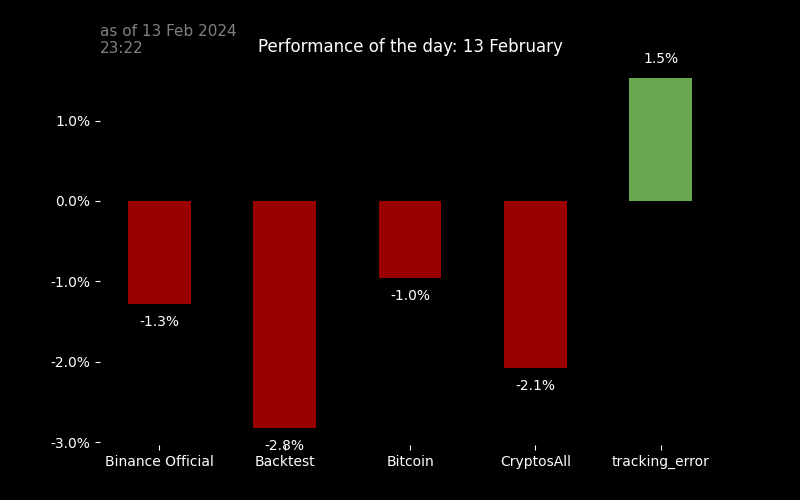 as of 13 Feb 2024
23:22
Performance of the day: 13 February
1.5%
1.0%
0.0%
-1.0%
-2.0%
-3.0%
-1.3%
-2.8%
-1.0%
-2.1%
Binance Official
Backtest
Bitcoin
CryptosAll
tracking_error